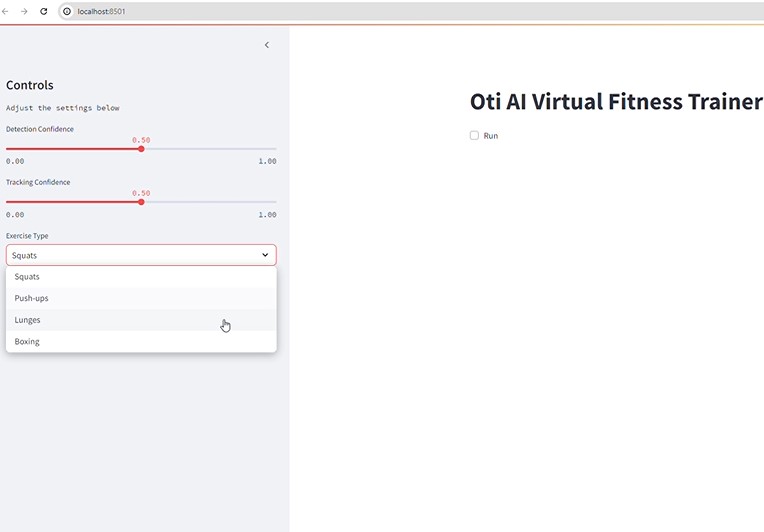 localhost:8501
Controls
Adjust the settings below
Detection Confidence
0.50
0.00 1.00
Tracking Confidence
0.50
0.00 1.00
Exercise Type
Squats
Squats
Push-ups
Lunges
Boxing
Oti AI Virtual Fitness Trainer
Run